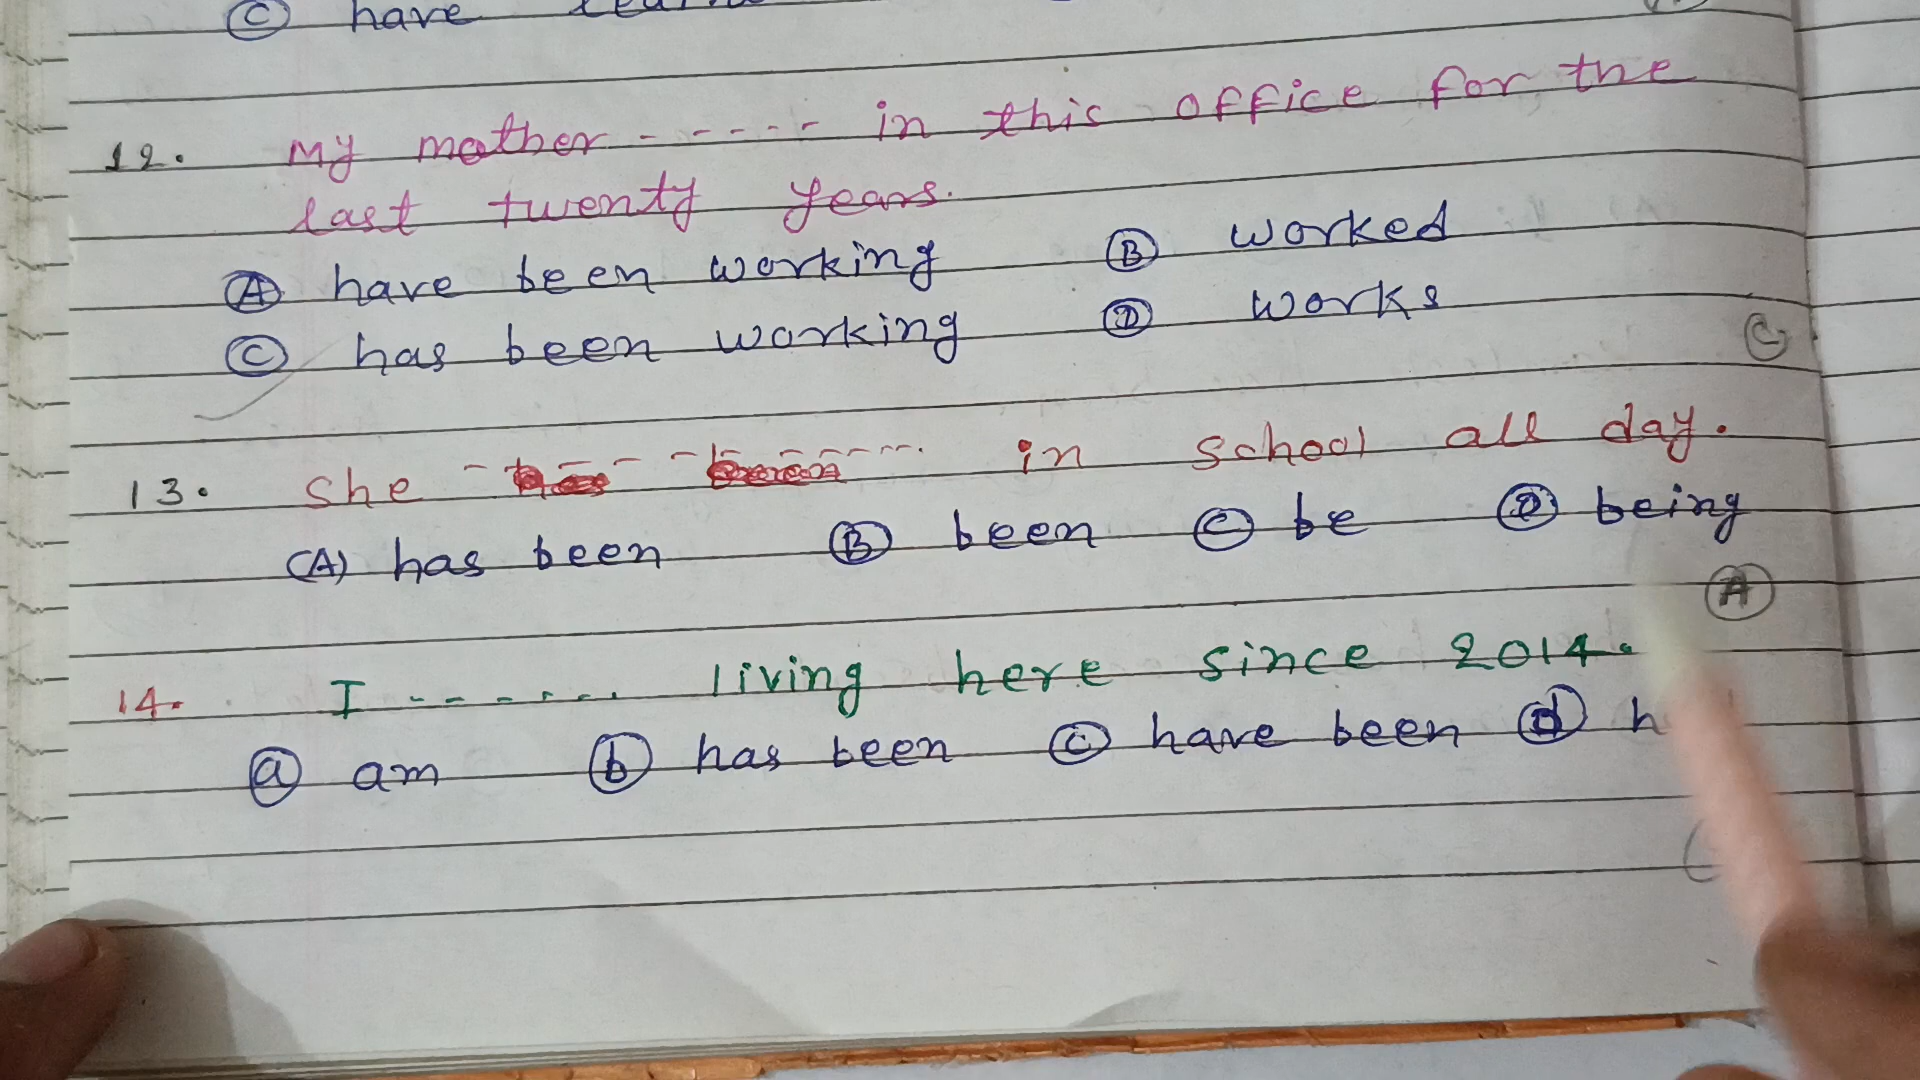 Ⓒ have
12. My mother ------ in this office for the
last twenty years.
Ⓐ have been working Ⓑ worked
Ⓒ has been working Ⓓ works
Ⓒ
13. She ---------- in school all day.
(A) has been Ⓑ been Ⓒ be Ⓓ being
Ⓐ
14. I ------- living here since 2014.
ⓐ am ⓑ has been ⓒ have been ⓓ